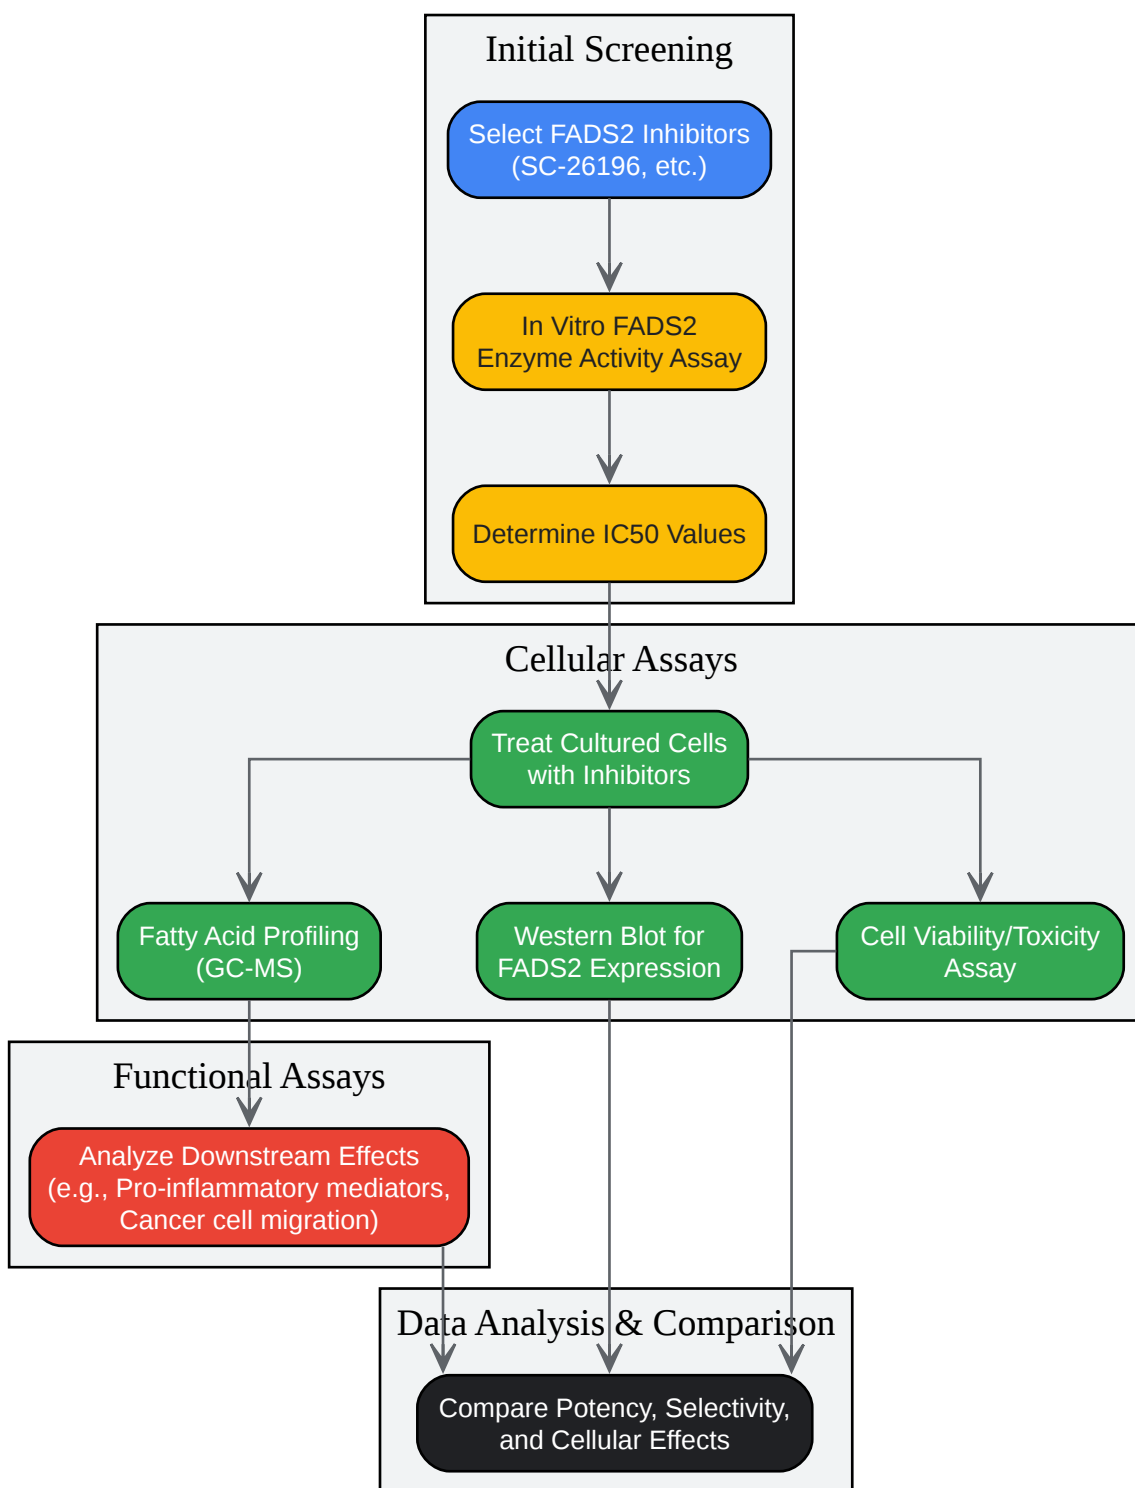 Initial Screening
Select FADS2 Inhibitors
(SC-26196, etc.)
In Vitro FADS2
Enzyme Activity Assay
Determine IC50 Values
Cellular Assays
Treat Cultured Cells
with Inhibitors
Fatty Acid Profiling
(GC-MS)
Western Blot for
FADS2 Expression
Cell Viability/Toxicity
Assay
Functional Assays
Analyze Downstream Effects
(e.g., Pro-inflammatory mediators,
Cancer cell migration)
Data Analysis & Comparison
Compare Potency, Selectivity,
and Cellular Effects